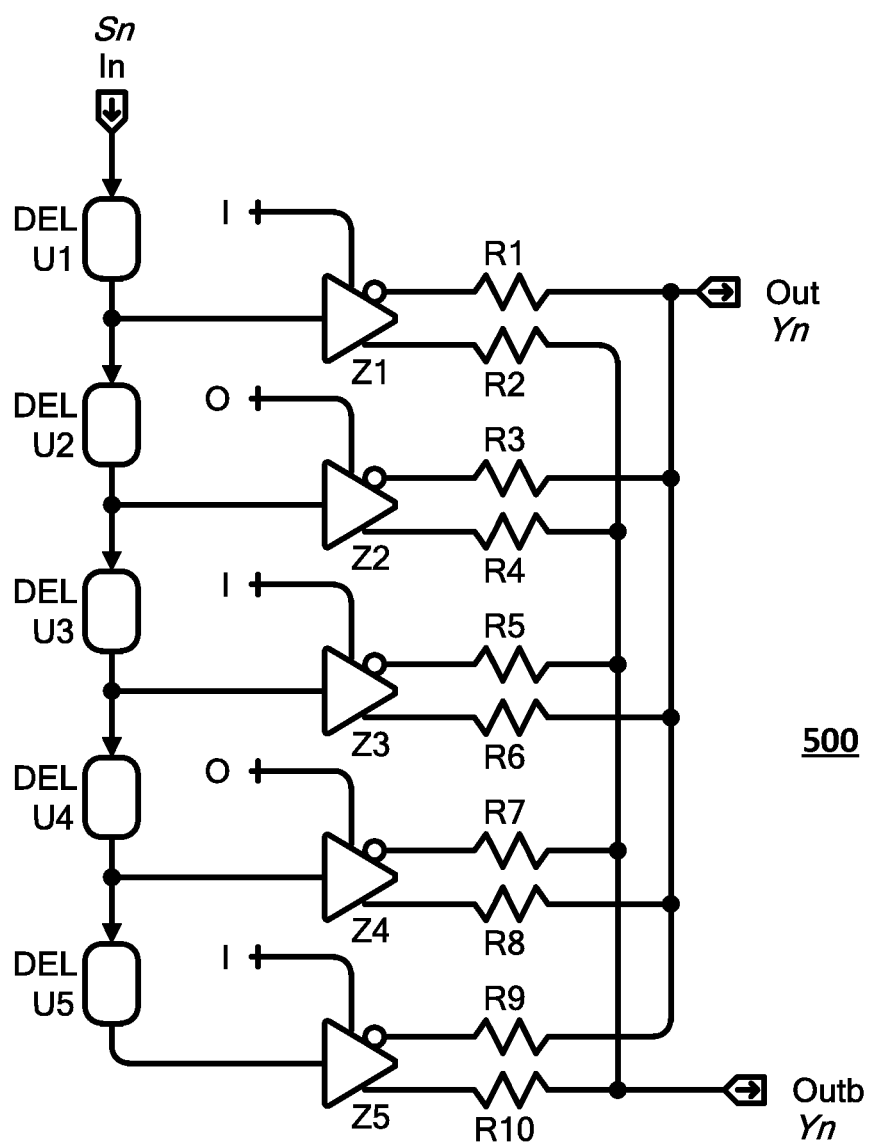 Sn
In
DEL
U1
I
R1
Out
Yn
Z1
R2
DEL
U2
O
R3
Z2
R4
DEL
U3
I
R5
Z3
R6
500
DEL
U4
O
R7
Z4
R8
DEL
U5
I
R9
Z5
R10
Outb
Yn